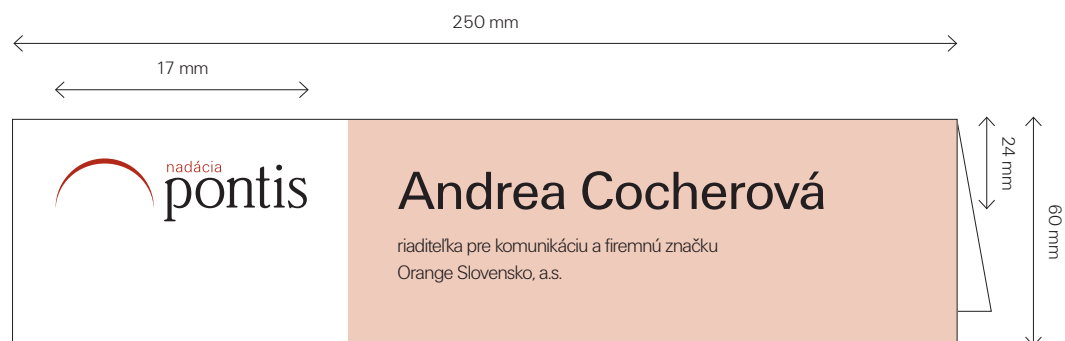 250 mm
17 mm
nadácia
pontis
Andrea Cocherová
riaditeľka pre komunikáciu a firemnú značku
Orange Slovensko, a.s.
24 mm
60 mm